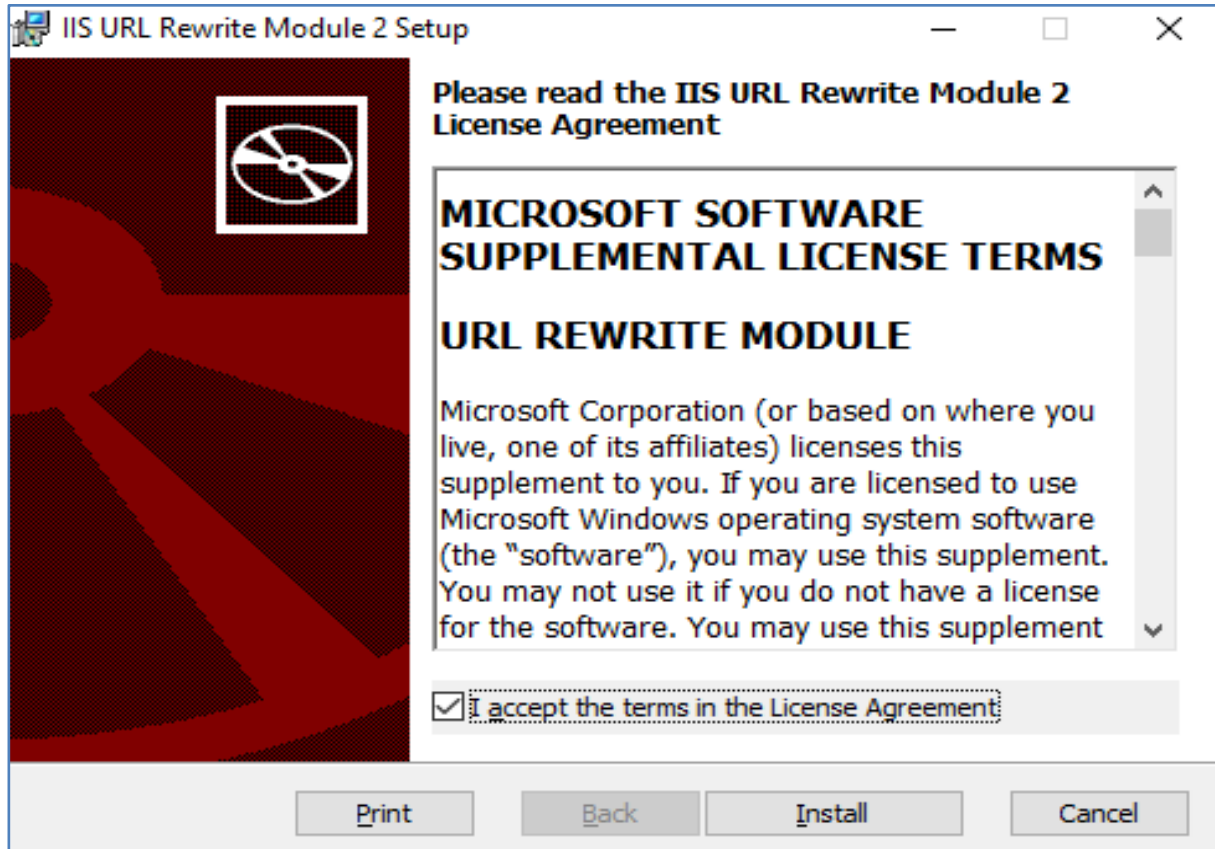 IIS URL Rewrite Module 2 Setup
Please read the IIS URL Rewrite Module 2
License Agreement
MICROSOFT SOFTWARE
SUPPLEMENTAL LICENSE TERMS
URL REWRITE MODULE
Microsoft Corporation (or based on where you
live, one of its affiliates) licenses this
supplement to you. If you are licensed to use
Microsoft Windows operating system software
(the “software”), you may use this supplement.
You may not use it if you do not have a license
for the software. You may use this supplement
I accept the terms in the License Agreement
Print Back Install Cancel